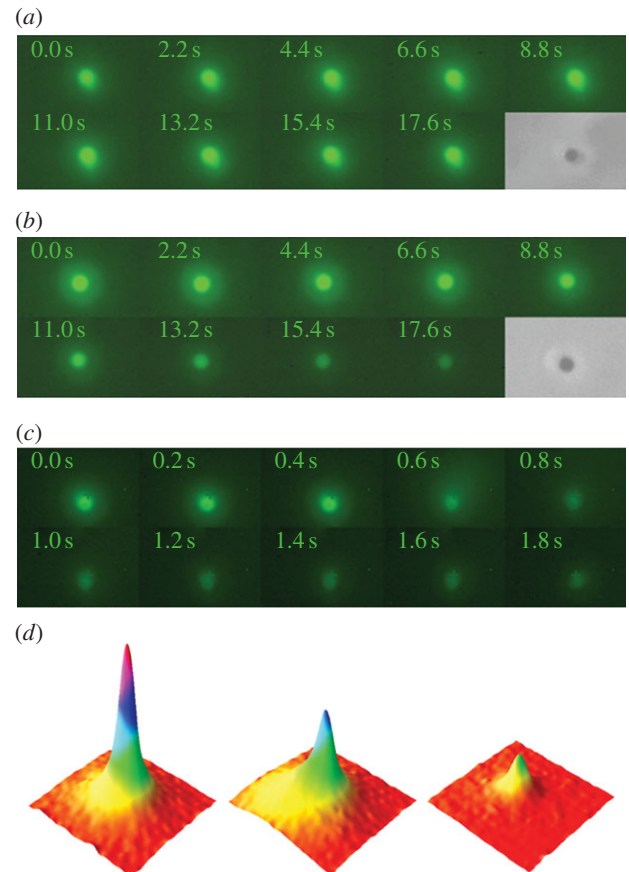 (a)
0.0 s 2.2 s 4.4 s 6.6 s 8.8 s
11.0 s 13.2 s 15.4 s 17.6 s
(b)
0.0 s 2.2 s 4.4 s 6.6 s 8.8 s
11.0 s 13.2 s 15.4 s 17.6 s
(c)
0.0 s 0.2 s 0.4 s 0.6 s 0.8 s
1.0 s 1.2 s 1.4 s 1.6 s 1.8 s
(d)